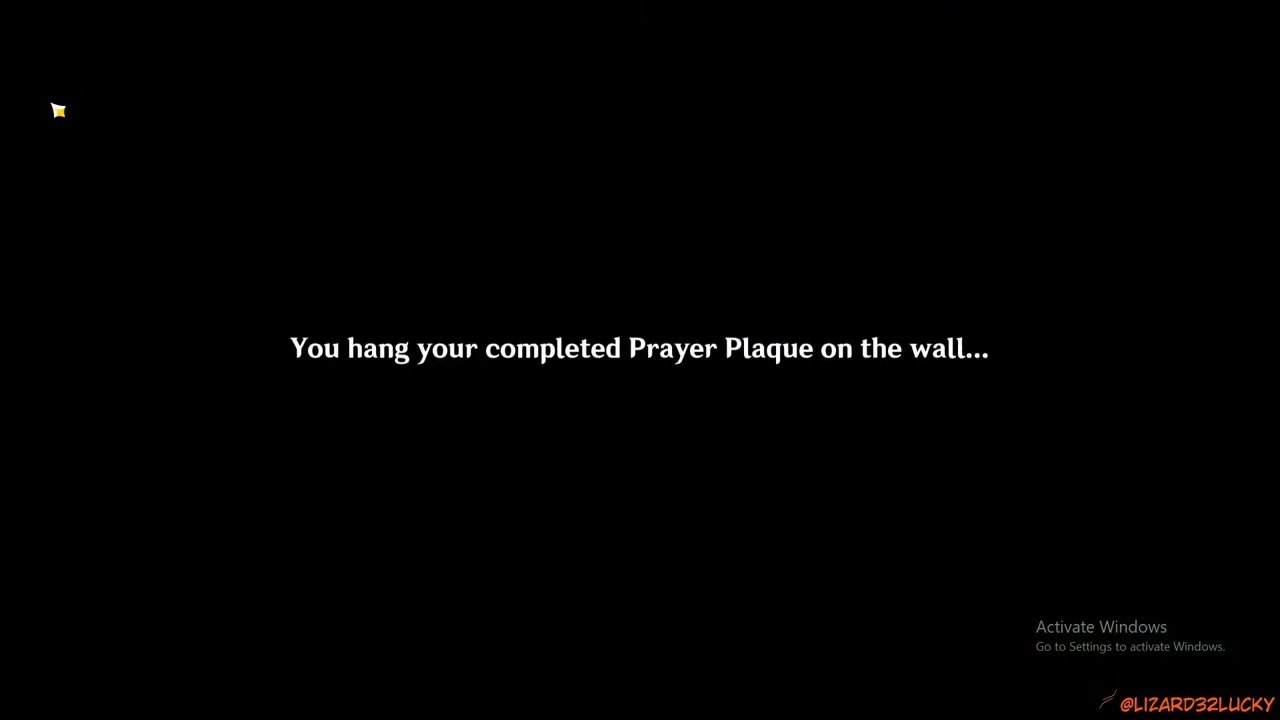 You hang your completed Prayer Plaque on the wall...
Activate Windows
Go to Settings to activate Windows.
@LIZARD32LUCKY